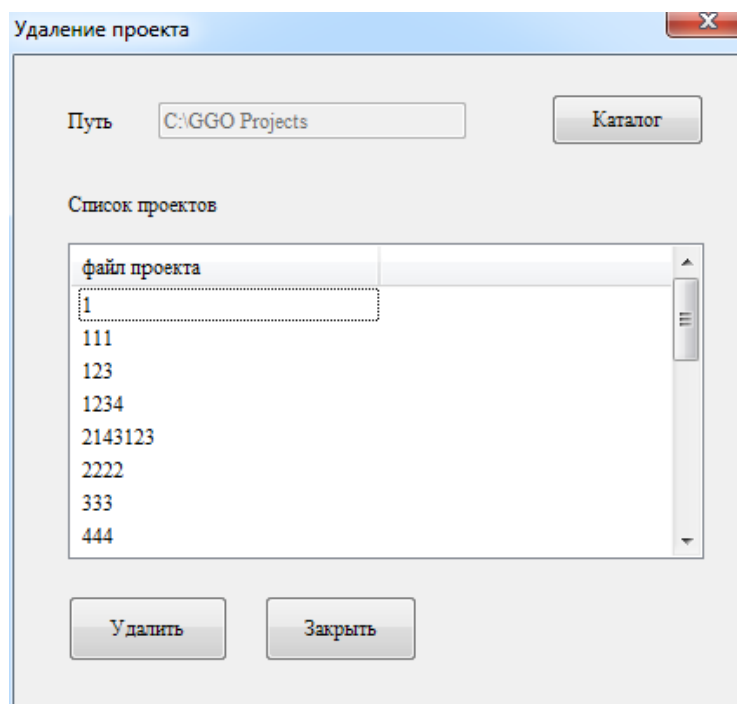 Удаление проекта
Путь C:\GGO Projects Каталог
Список проектов
файл проекта
1
111
123
1234
2143123
2222
333
444
Удалить Закрыть